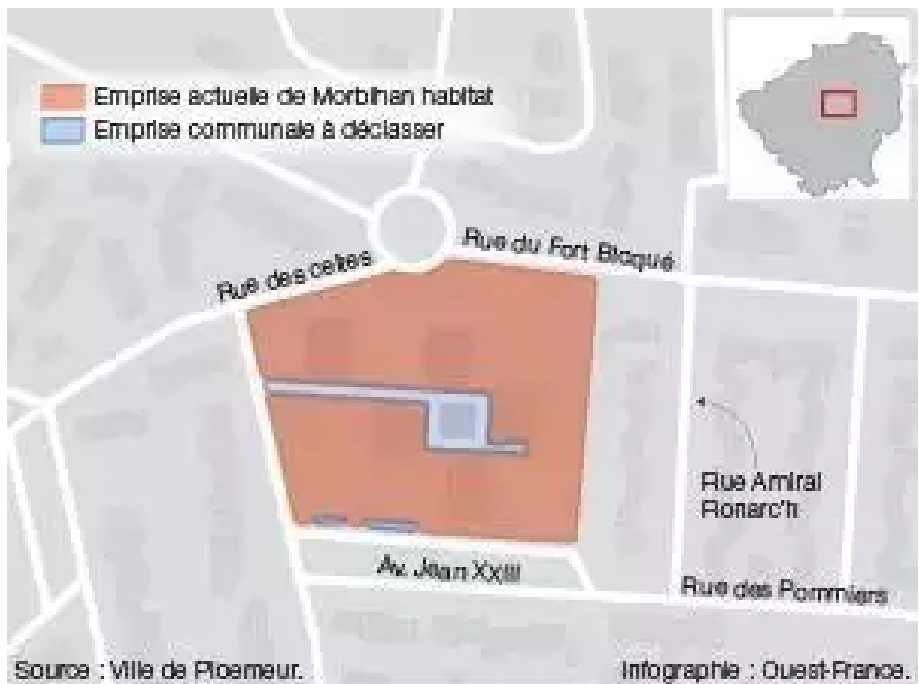 Emprise actuelle de Morbihan habitat
Emprise communale à déclasser
Rue des celtes
Rue du Fort Bloqué
Rue Amiral
Ronarc'h
Av. Jean XXIII
Rue des Pommiers
Source : Ville de Ploemeur.
Infographie : Ouest-France.